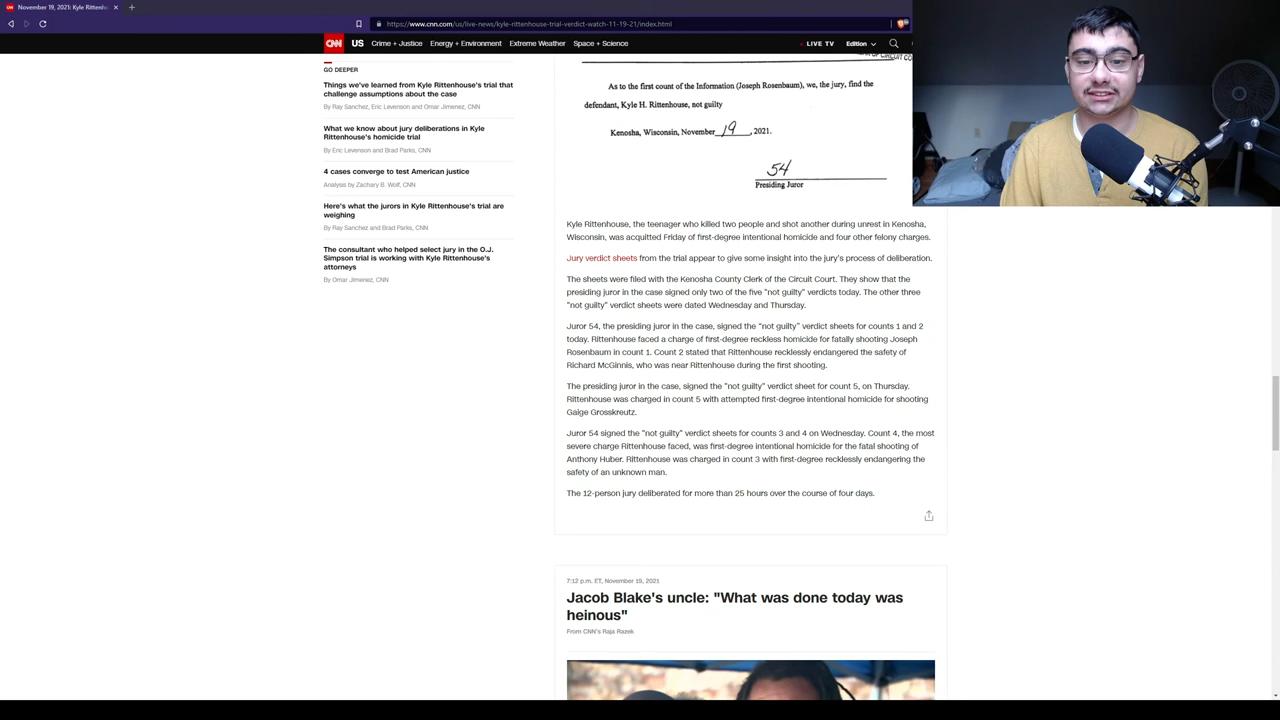 November 19, 2021: Kyle Rittenh
https://www.cnn.com/us/live-news/kyle-rittenhouse-trial-verdict-watch-11-19-21/index.html
CNN US Crime + Justice Energy + Environment Extreme Weather Space + Science LIVE TV Edition
GO DEEPER
Things we've learned from Kyle Rittenhouse's trial that
challenge assumptions about the case
By Ray Sanchez, Eric Levenson and Omar Jimenez, CNN
What we know about jury deliberations in Kyle
Rittenhouse's homicide trial
By Eric Levenson and Brad Parks, CNN
4 cases converge to test American justice
Analysis by Zachary B. Wolf, CNN
Here's what the jurors in Kyle Rittenhouse's trial are
weighing
By Ray Sanchez and Brad Parks, CNN
The consultant who helped select jury in the O.J.
Simpson trial is working with Kyle Rittenhouse's
attorneys
By Omar Jimenez, CNN
OF CIRCUIT CO
As to the first count of the Information (Joseph Rosenbaum), we, the jury, find the
defendant, Kyle H. Rittenhouse, not guilty
Kenosha, Wisconsin, November 19, 2021.
54
Presiding Juror
Kyle Rittenhouse, the teenager who killed two people and shot another during unrest in Kenosha,
Wisconsin, was acquitted Friday of first-degree intentional homicide and four other felony charges.
Jury verdict sheets from the trial appear to give some insight into the jury's process of deliberation.
The sheets were filed with the Kenosha County Clerk of the Circuit Court. They show that the
presiding juror in the case signed only two of the five "not guilty" verdicts today. The other three
"not guilty" verdict sheets were dated Wednesday and Thursday.
Juror 54, the presiding juror in the case, signed the "not guilty" verdict sheets for counts 1 and 2
today. Rittenhouse faced a charge of first-degree reckless homicide for fatally shooting Joseph
Rosenbaum in count 1. Count 2 stated that Rittenhouse recklessly endangered the safety of
Richard McGinnis, who was near Rittenhouse during the first shooting.
The presiding juror in the case, signed the "not guilty" verdict sheet for count 5, on Thursday.
Rittenhouse was charged in count 5 with attempted first-degree intentional homicide for shooting
Gaige Grosskreutz.
Juror 54 signed the "not guilty" verdict sheets for counts 3 and 4 on Wednesday. Count 4, the most
severe charge Rittenhouse faced, was first-degree intentional homicide for the fatal shooting of
Anthony Huber. Rittenhouse was charged in count 3 with first-degree recklessly endangering the
safety of an unknown man.
The 12-person jury deliberated for more than 25 hours over the course of four days.
7:12 p.m. ET, November 19, 2021
Jacob Blake's uncle: "What was done today was
heinous"
From CNN's Raja Razek